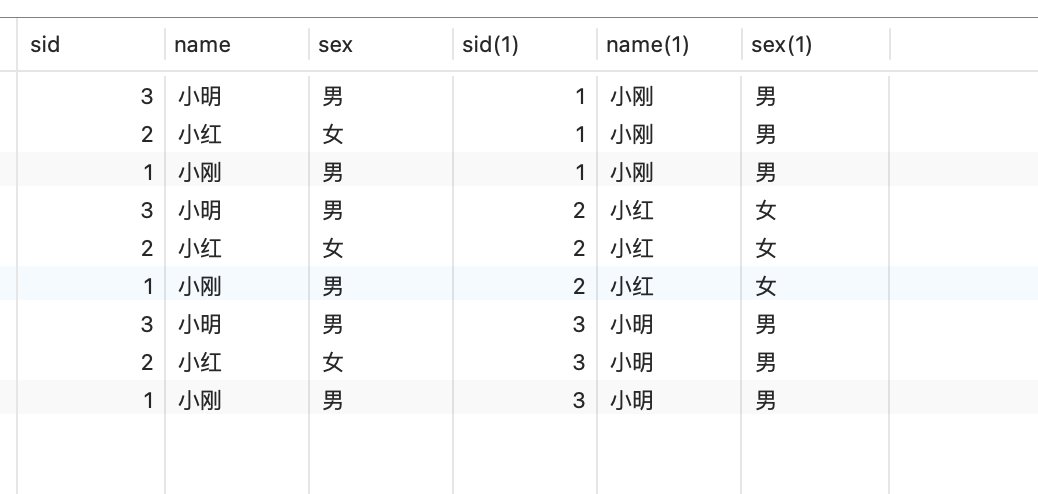 sid name sex sid(1) name(1) sex(1)
3 小明 男 1 小刚 男
2 小红 女 1 小刚 男
1 小刚 男 1 小刚 男
3 小明 男 2 小红 女
2 小红 女 2 小红 女
1 小刚 男 2 小红 女
3 小明 男 3 小明 男
2 小红 女 3 小明 男
1 小刚 男 3 小明 男